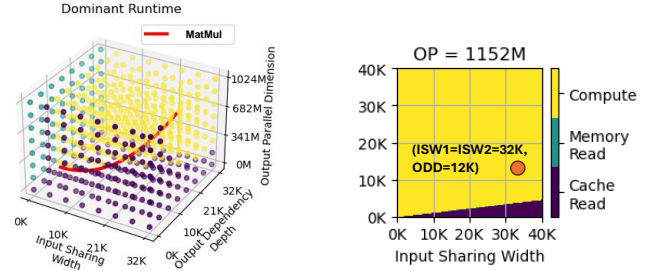 Dominant Runtime
MatMul
1024M
682M
341M
0M
Output Parallel Dimension
32K
21K
10K
0K
Output Dependency
Depth
0K
10K
21K
32K
Input Sharing
Width
OP = 1152M
40K
30K
20K
10K
0K
(ISW1=ISW2=32K,
ODD=12K)
0K 10K 20K 30K 40K
Input Sharing Width
Compute
Memory
Read
Cache
Read